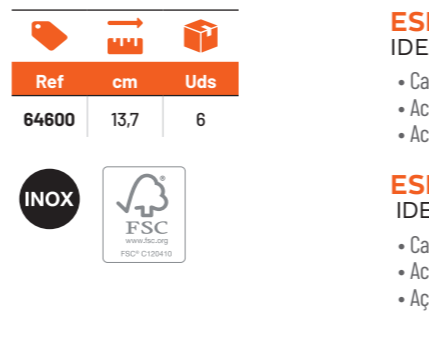 Ref cm Uds
64600 13,7 6
INOX
FSC
www.fsc.org
FSC® C120410
IDE
• Ca
• Ac
• Ac
IDE
• Ca
• Ac
• Aç